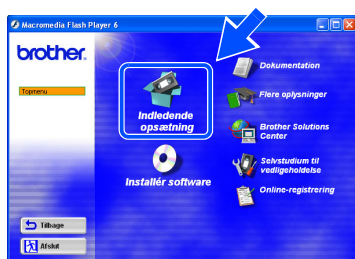 Macromedia Flash Player 6
brother.
Topmenu
Indledende
opsætning
Installér software
Dokumentation
Flere oplysninger
Brother Solutions
Center
Selvstudium til
vedligeholdelse
Online-registrering
Tilbage
Afslut